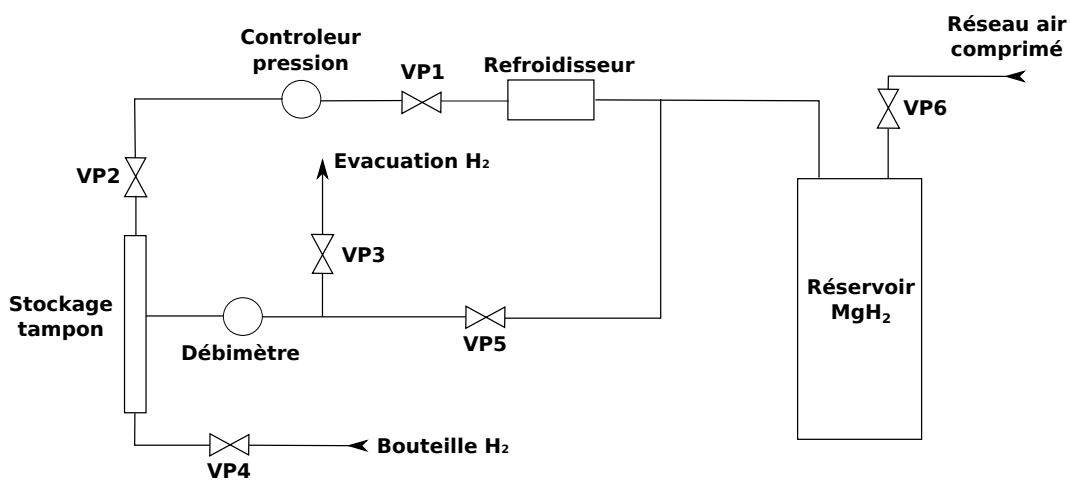 Réseau air
comprimé
Controleur
pression
VP1
Refroidisseur
VP6
Evacuation H₂
VP2
VP3
Réservoir
MgH₂
Stockage
tampon
Débimètre
VP5
Bouteille H₂
VP4